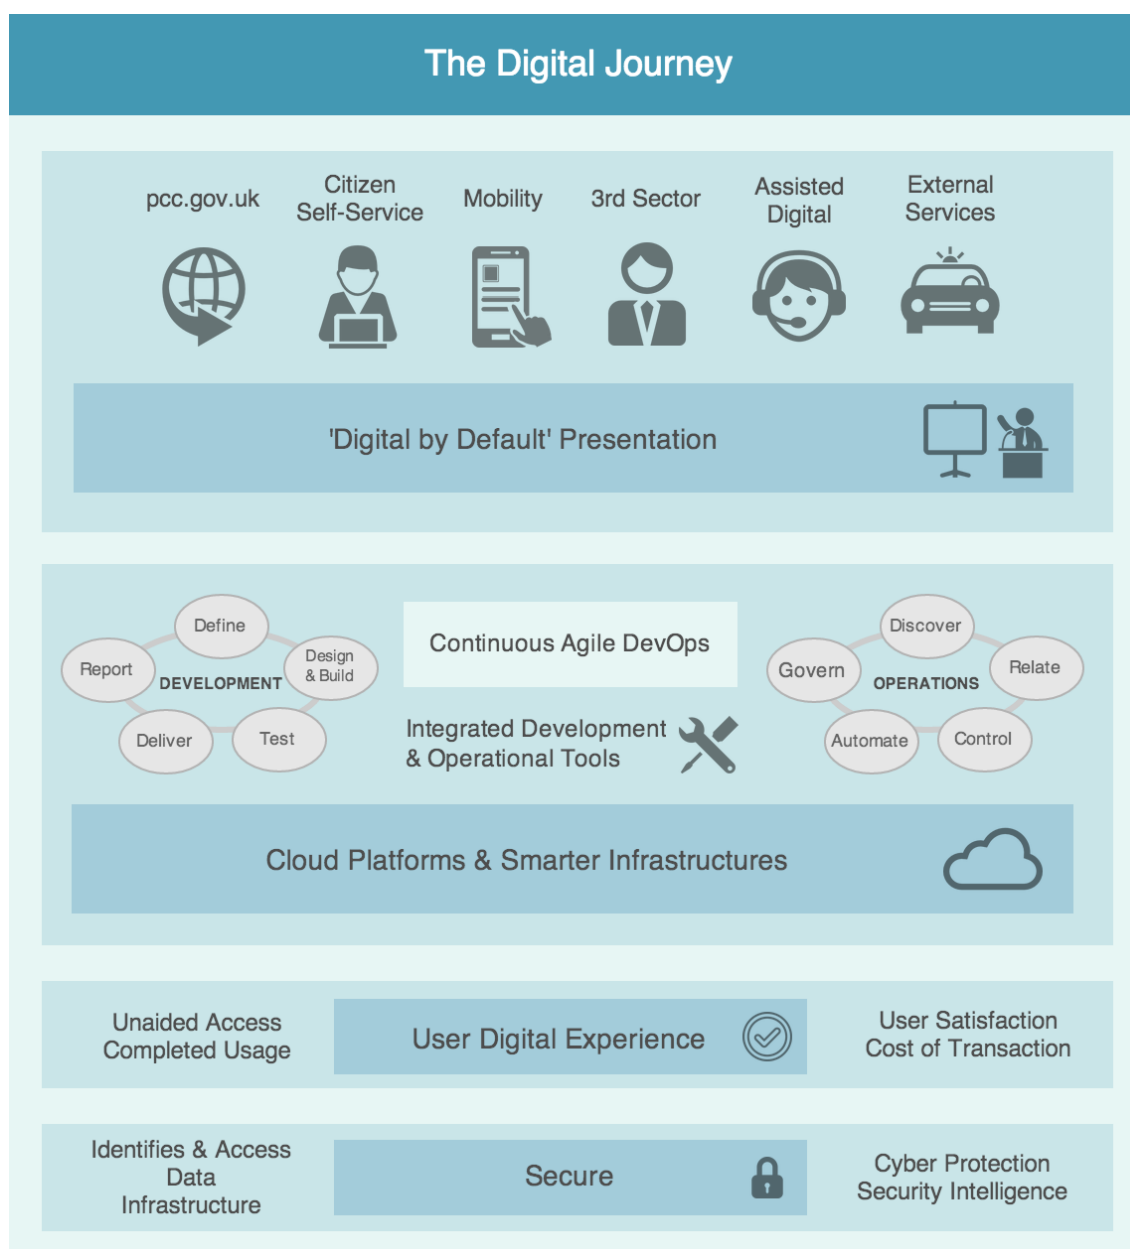 The Digital Journey
pcc.gov.uk
Citizen
Self-Service
Mobility
3rd Sector
Assisted
Digital
External
Services
'Digital by Default' Presentation
Define
Design
& Build
Test
Deliver
Report
DEVELOPMENT
Continuous Agile DevOps
Integrated Development
& Operational Tools
Discover
Relate
Control
Automate
Govern
OPERATIONS
Cloud Platforms & Smarter Infrastructures
Unaided Access
Completed Usage
User Digital Experience
User Satisfaction
Cost of Transaction
Identifies & Access
Data
Infrastructure
Secure
Cyber Protection
Security Intelligence